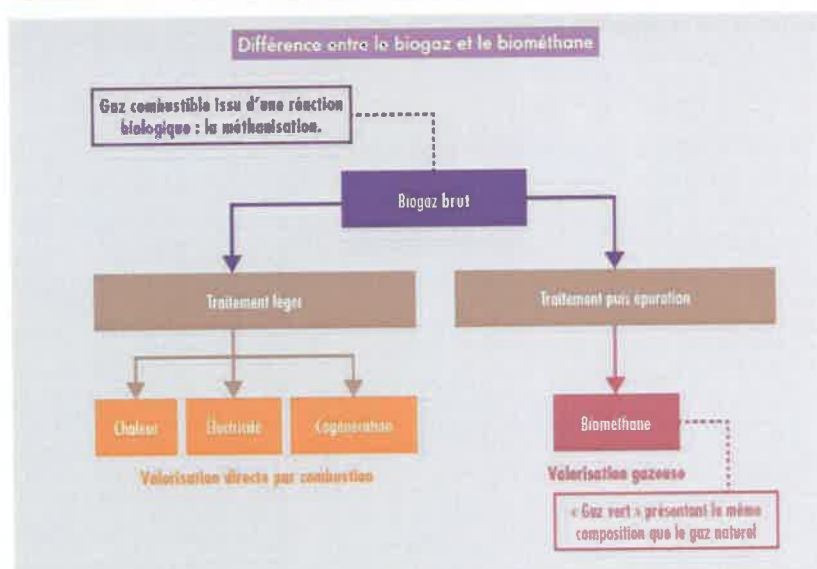 Différence entre le biogaz et le biométhane
Gaz combustible issu d'une réaction
biologique : la méthanisation.
Biogaz brut
Traitement léger
Traitement puis épuration
Chaleur
Électricité
Cogénération
Biométhane
Valorisation directe par combustion
Valorisation gazeuse
« Gaz vert » présentant la même
composition que le gaz naturel